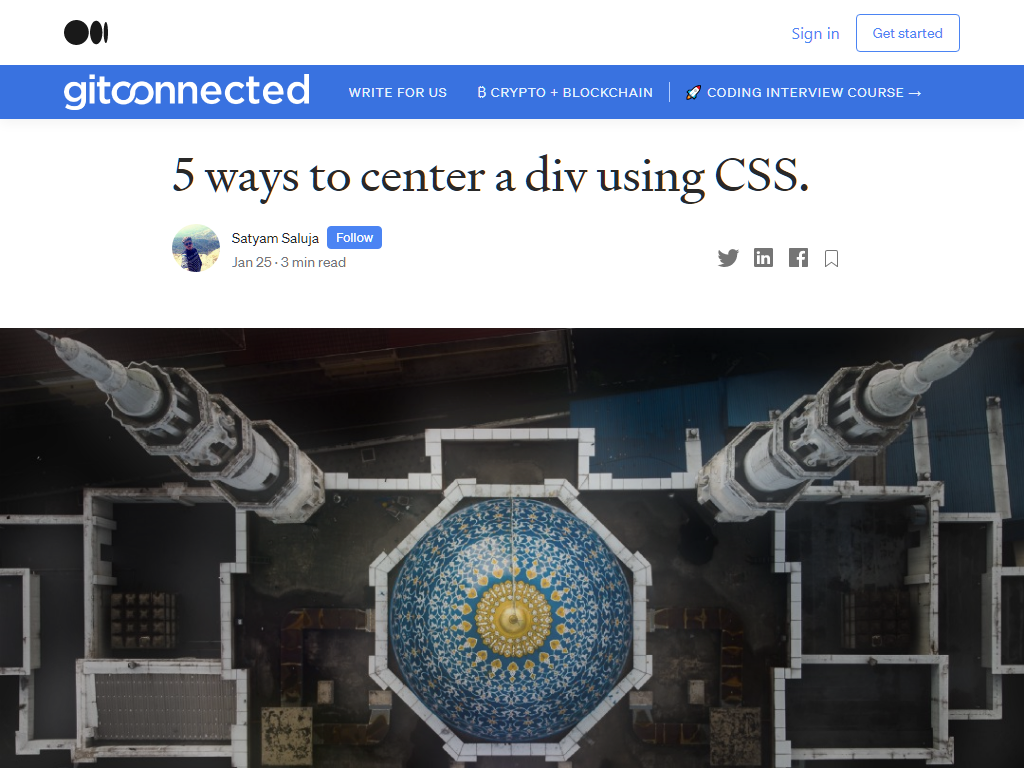 Sign in
Get started
gitconnected
WRITE FOR US
₿ CRYPTO + BLOCKCHAIN
🚀 CODING INTERVIEW COURSE →
5 ways to center a div using CSS.
Satyam Saluja
Follow
Jan 25 · 3 min read